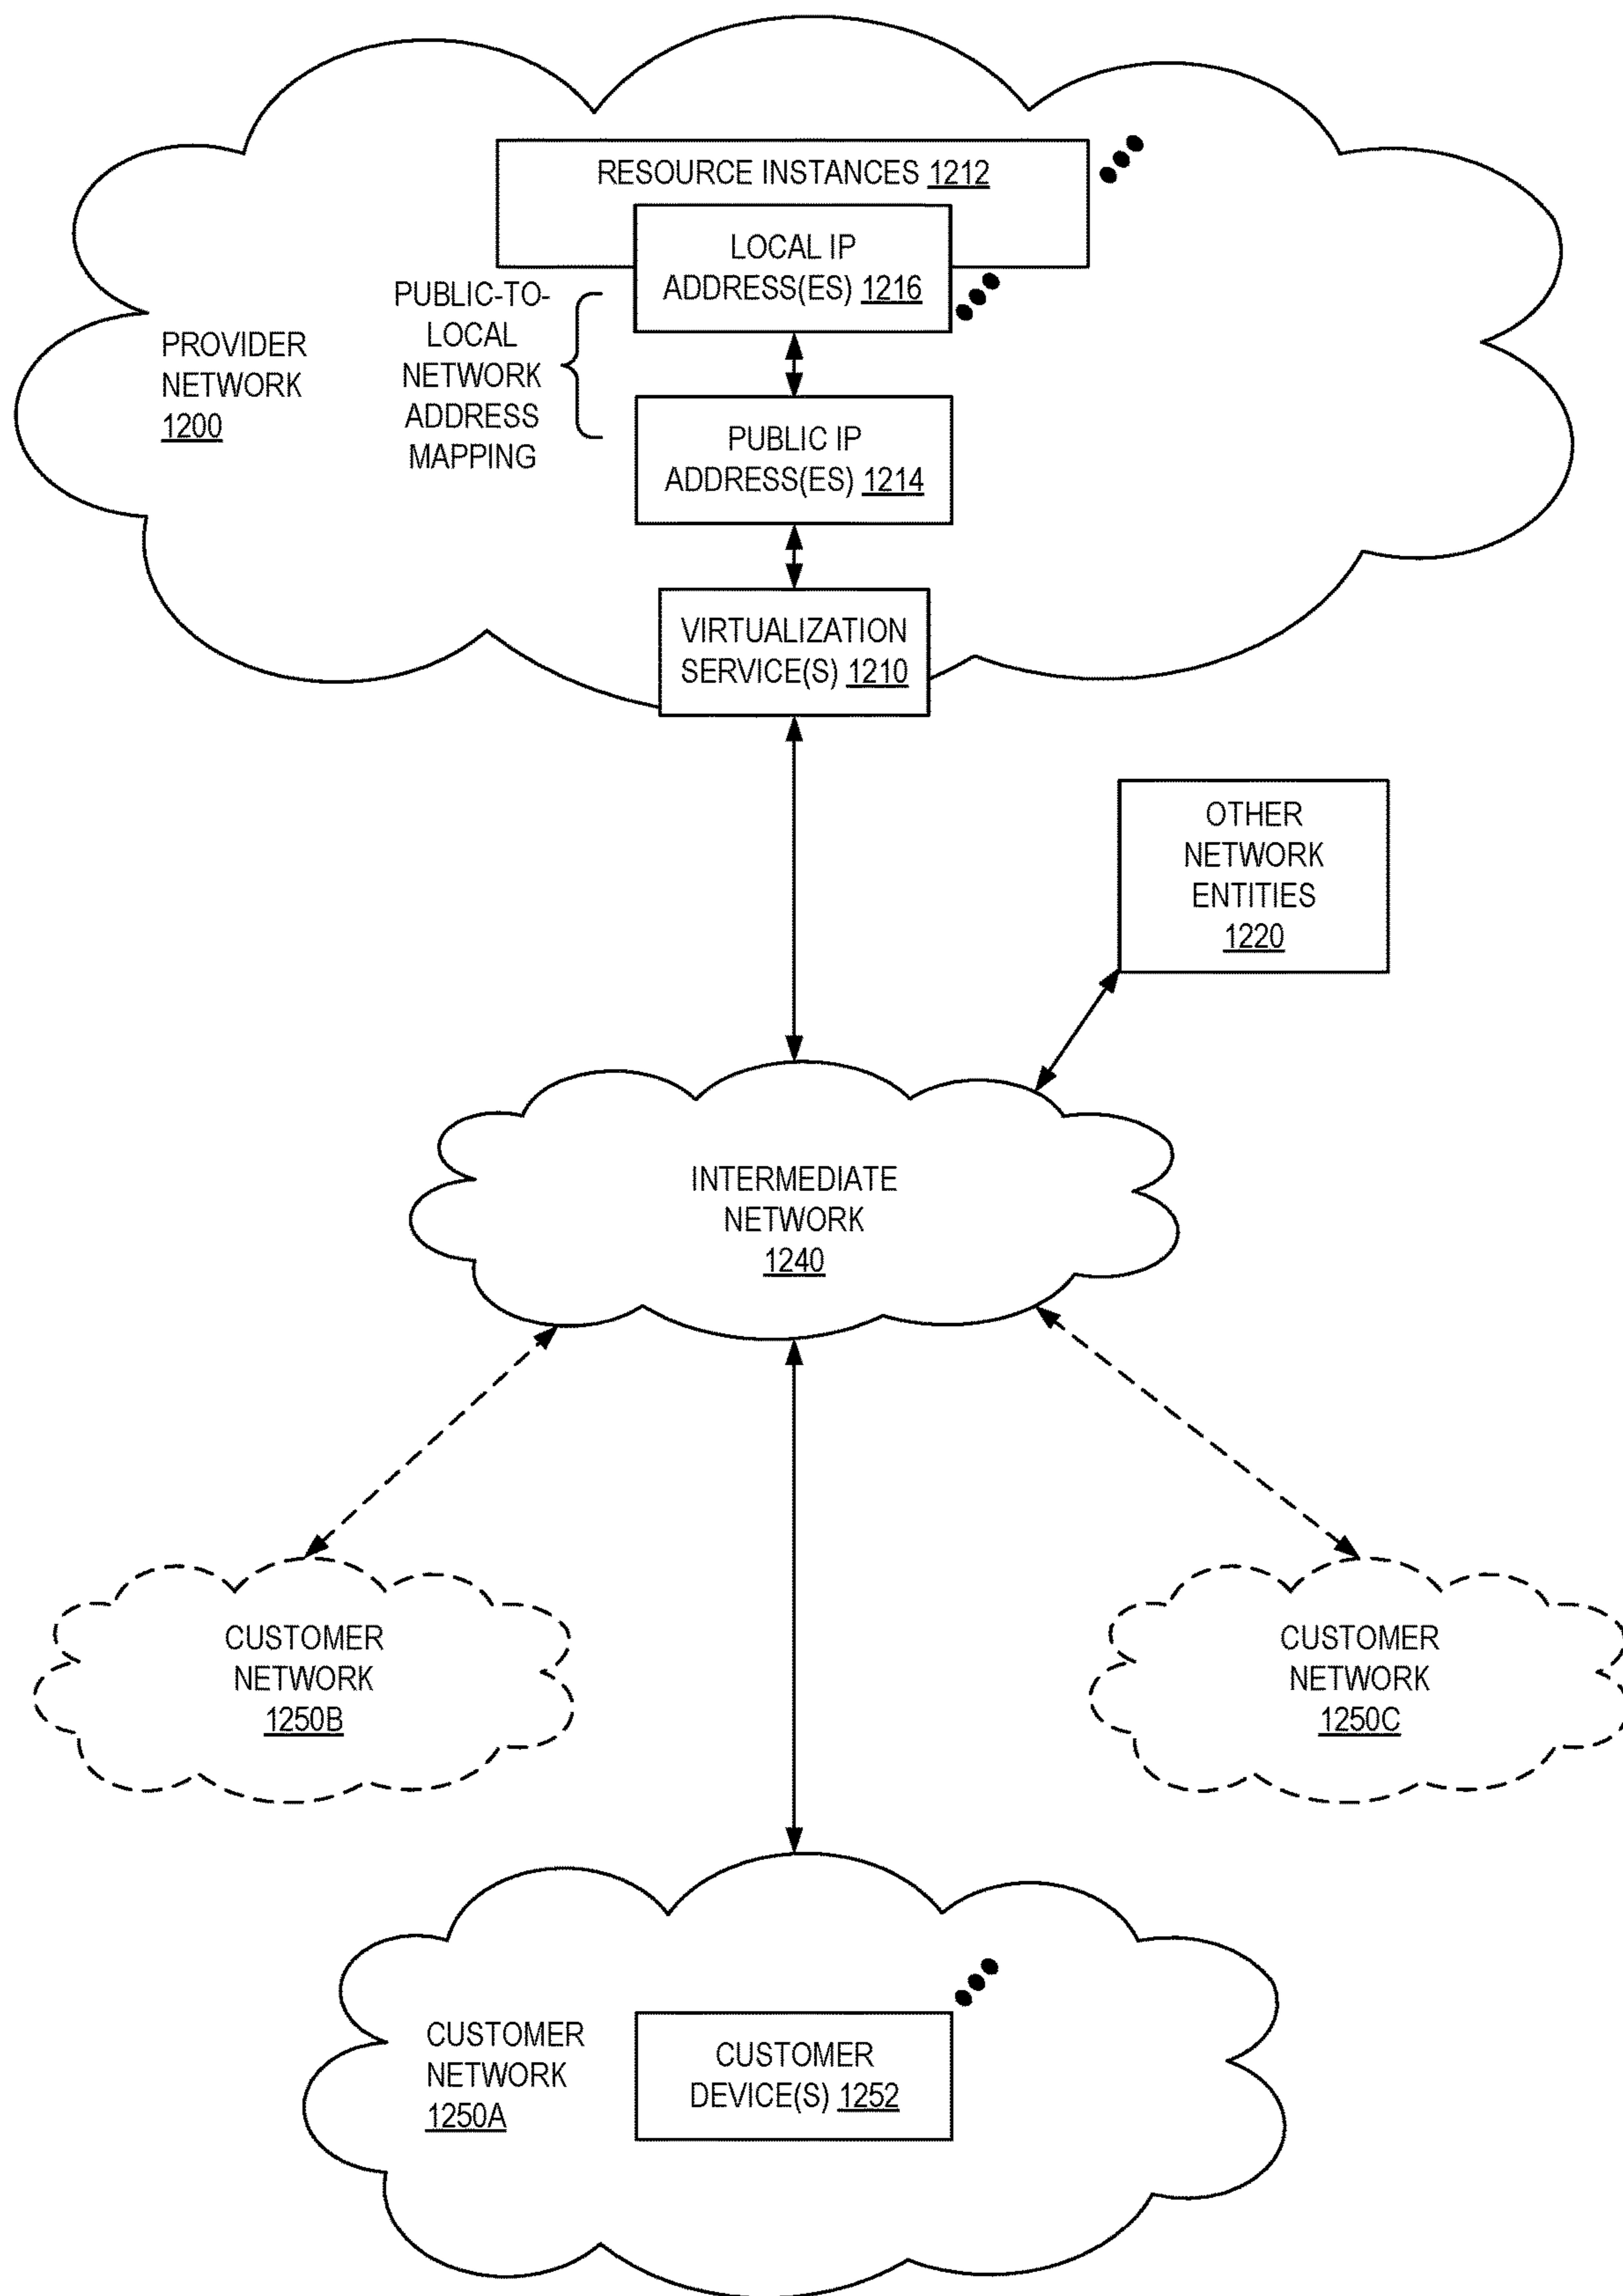 RESOURCE INSTANCES 1212
LOCAL IP
ADDRESS(ES) 1216
PUBLIC-TO-
LOCAL
NETWORK
ADDRESS
MAPPING
PROVIDER
NETWORK
1200
PUBLIC IP
ADDRESS(ES) 1214
VIRTUALIZATION
SERVICE(S) 1210
OTHER
NETWORK
ENTITIES
1220
INTERMEDIATE
NETWORK
1240
CUSTOMER
NETWORK
1250B
CUSTOMER
NETWORK
1250C
CUSTOMER
NETWORK
1250A
CUSTOMER
DEVICE(S) 1252